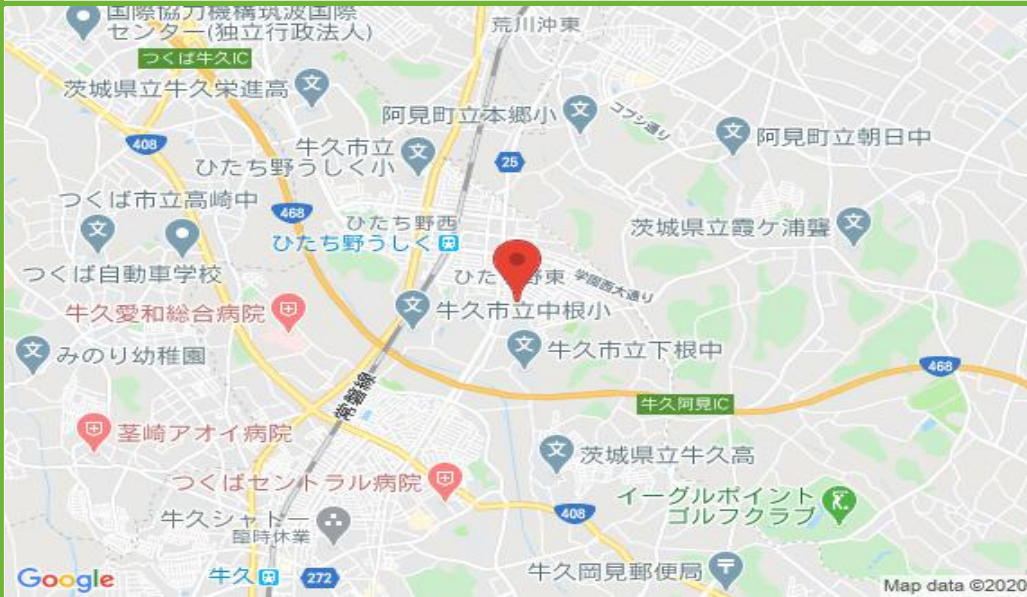 国際協力機構筑波国際
センター(独立行政法人)
荒川沖東
つくば牛久IC
茨城県立牛久栄進高
阿見町立本郷小
コブシ通り
阿見町立朝日中
408
牛久市立
ひたち野うしく小
25
つくば市立高崎中
468
ひたち野西
茨城県立霞ケ浦聾
ひたち野うしく
つくば自動車学校
ひた
野東
学園西大通り
牛久愛和総合病院
牛久市立中根小
みのり幼稚園
牛久市立下根中
468
常磐線
牛久阿見IC
茎崎アオイ病院
茨城県立牛久高
つくばセントラル病院
イーグルポイント
ゴルフクラブ
牛久シャトー
臨時休業
408
牛久岡見郵便局
Google
牛久
272
Map data ©2020